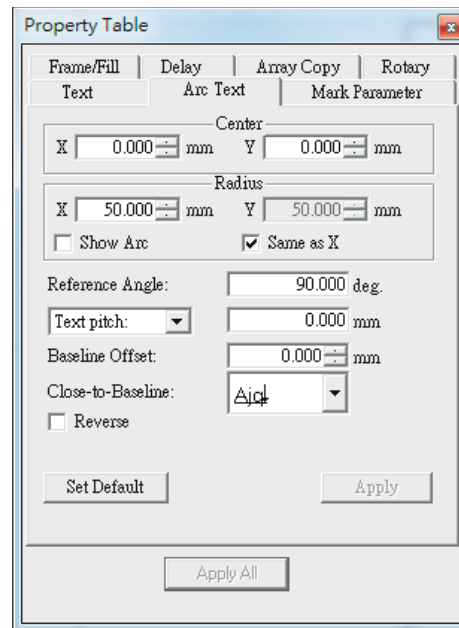 Property Table
Frame/Fill Delay Array Copy Rotary
Text Arc Text Mark Parameter
Center
X 0.000 mm Y 0.000 mm
Radius
X 50.000 mm Y 50.000 mm
Show Arc Same as X
Reference Angle: 90.000 deg.
Text pitch: 0.000 mm
Baseline Offset: 0.000 mm
Close-to-Baseline: Ajq
Reverse
Set Default Apply
Apply All